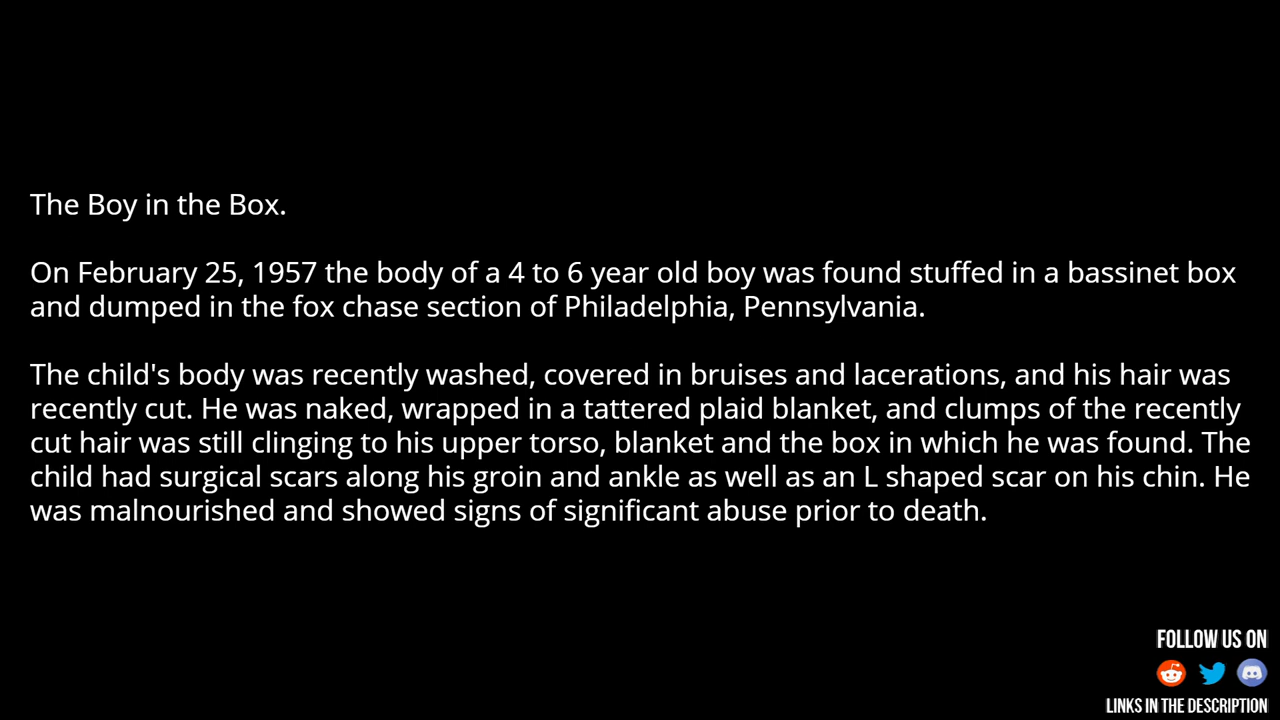 The Boy in the Box.
On February 25, 1957 the body of a 4 to 6 year old boy was found stuffed in a bassinet box
and dumped in the fox chase section of Philadelphia, Pennsylvania.
The child's body was recently washed, covered in bruises and lacerations, and his hair was
recently cut. He was naked, wrapped in a tattered plaid blanket, and clumps of the recently
cut hair was still clinging to his upper torso, blanket and the box in which he was found. The
child had surgical scars along his groin and ankle as well as an L shaped scar on his chin. He
was malnourished and showed signs of significant abuse prior to death.
FOLLOW US ON
LINKS IN THE DESCRIPTION